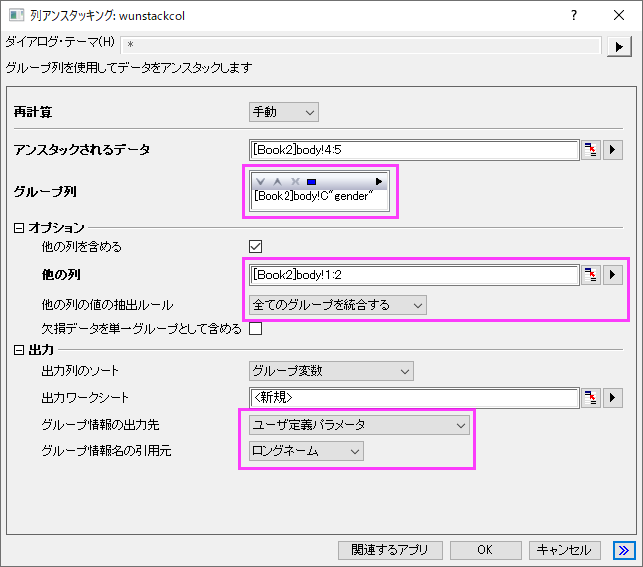 列アンスタッキング: wunstackcol
ダイアログ・テーマ(H) *
グループ列を使用してデータをアンスタックします
再計算 手動
アンスタックされるデータ [Book2]body!4:5
グループ列
[Book2]body!C"gender"
オプション
他の列を含める
他の列 [Book2]body!1:2
他の列の値の抽出ルール 全てのグループを統合する
欠損データを単一グループとして含める
出力
出力列のソート グループ変数
出力ワークシート <新規>
グループ情報の出力先 ユーザ定義パラメータ
グループ情報名の引用元 ロングネーム
関連するアプリ OK キャンセル